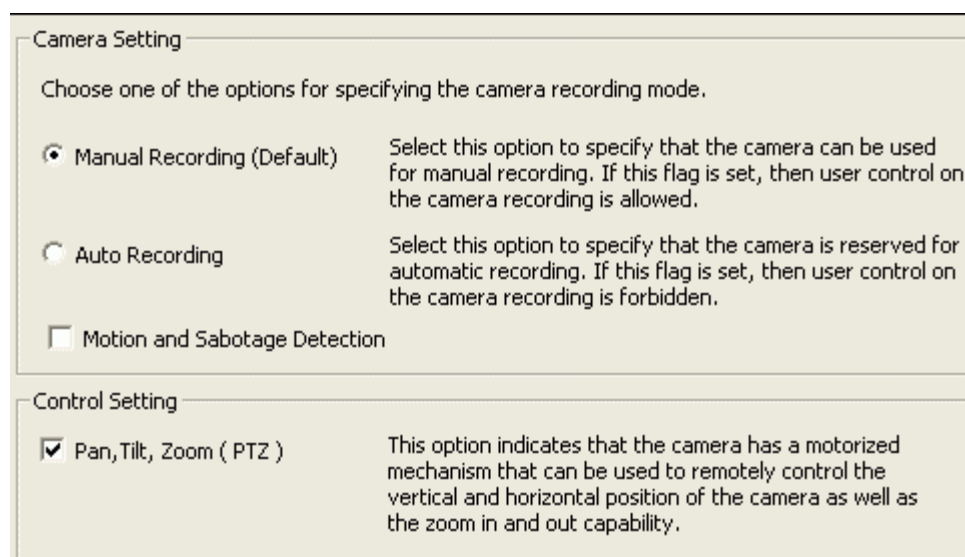 Camera Setting
Choose one of the options for specifying the camera recording mode.
Manual Recording (Default)
Select this option to specify that the camera can be used
for manual recording. If this flag is set, then user control on
the camera recording is allowed.
Auto Recording
Select this option to specify that the camera is reserved for
automatic recording. If this flag is set, then user control on
the camera recording is forbidden.
Motion and Sabotage Detection
Control Setting
Pan,Tilt, Zoom ( PTZ )
This option indicates that the camera has a motorized
mechanism that can be used to remotely control the
vertical and horizontal position of the camera as well as
the zoom in and out capability.